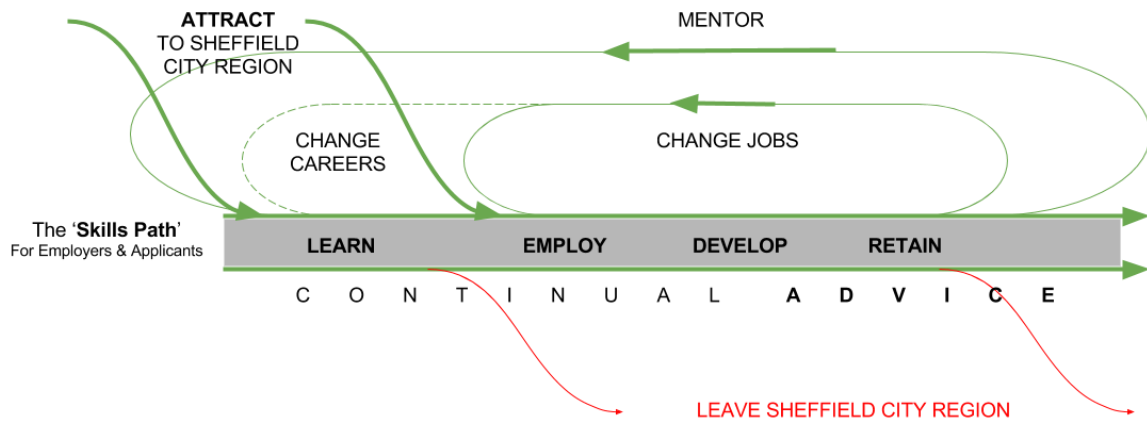 ATTRACT
TO SHEFFIELD
CITY REGION
MENTOR
CHANGE
CAREERS
CHANGE JOBS
The ‘Skills Path’
For Employers & Applicants
LEARN
EMPLOY
DEVELOP
RETAIN
C O N T I N U A L A D V I C E
LEAVE SHEFFIELD CITY REGION